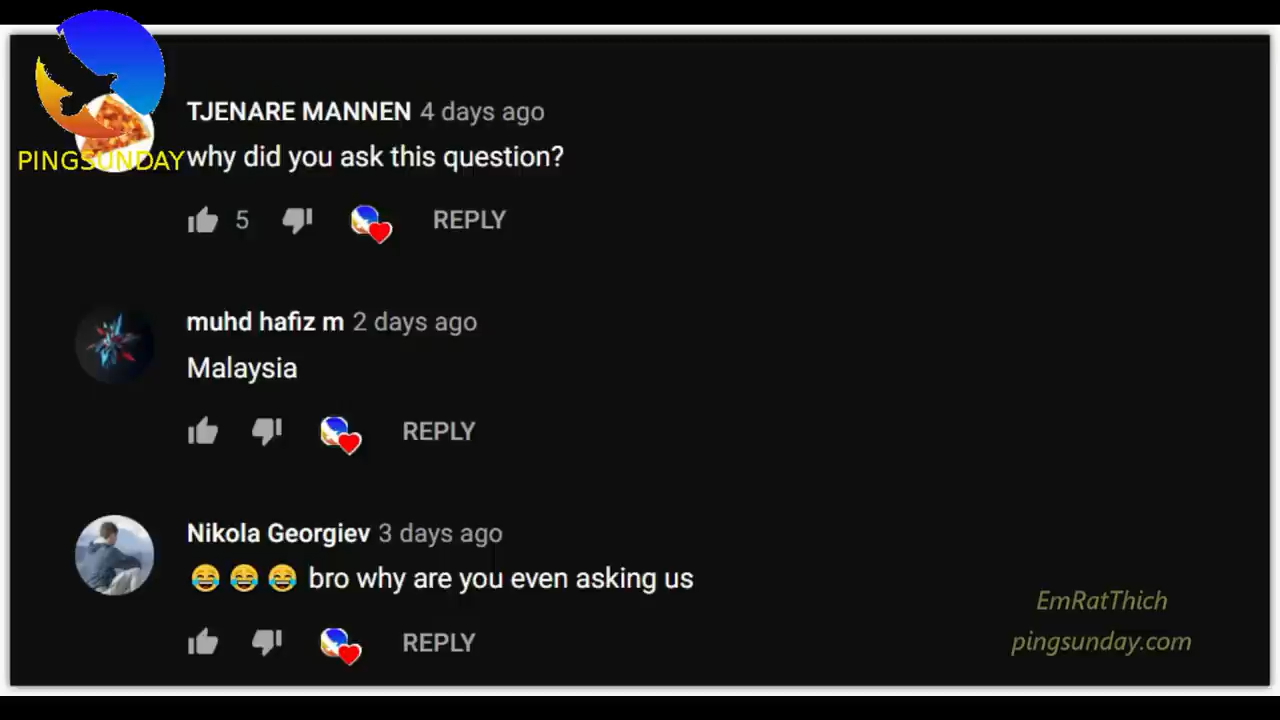 TJENARE MANNEN 4 days ago
PINGSUNDAY why did you ask this question?
5 REPLY
muhd hafiz m 2 days ago
Malaysia
REPLY
Nikola Georgiev 3 days ago
😂 😂 😂 bro why are you even asking us
REPLY
EmRatThich
pingsunday.com